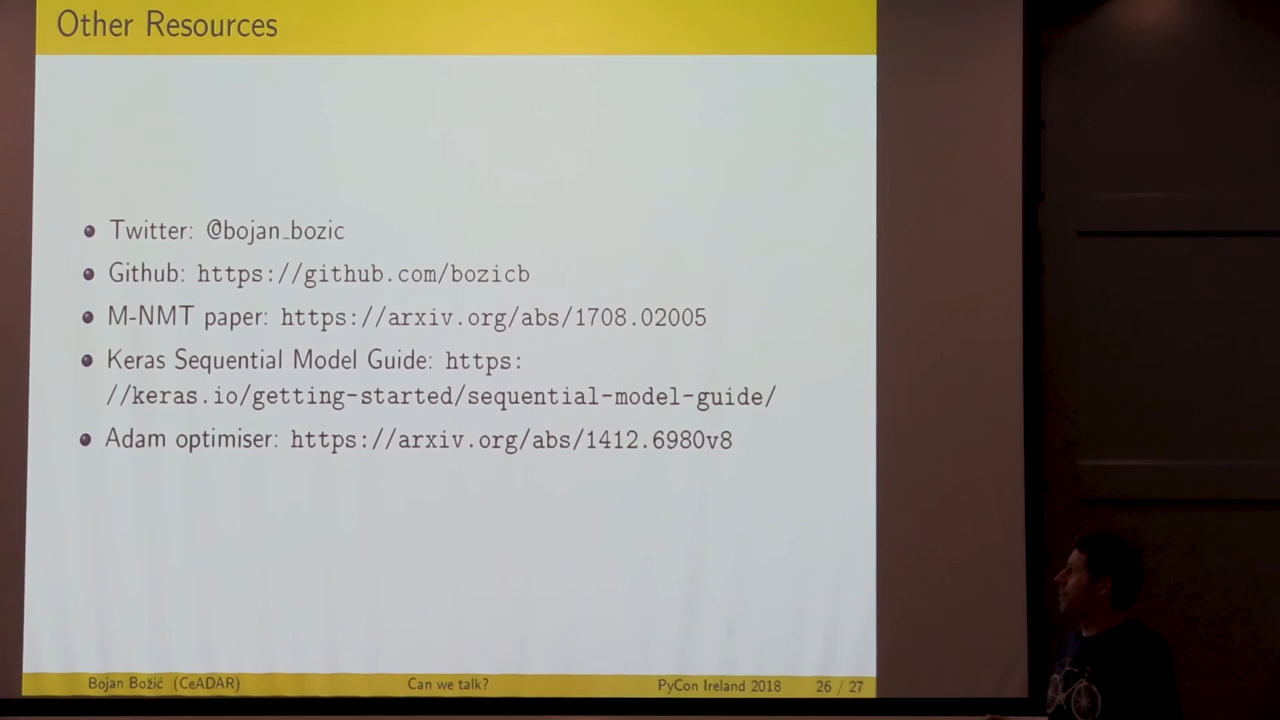 Other Resources
Twitter: @bojan_bozic
Github: https://github.com/bozicb
M-NMT paper: https://arxiv.org/abs/1708.02005
Keras Sequential Model Guide: https:
//keras.io/getting-started/sequential-model-guide/
Adam optimiser: https://arxiv.org/abs/1412.6980v8
Bojan Božić (CeADAR) Can we talk? PyCon Ireland 2018 26 / 27